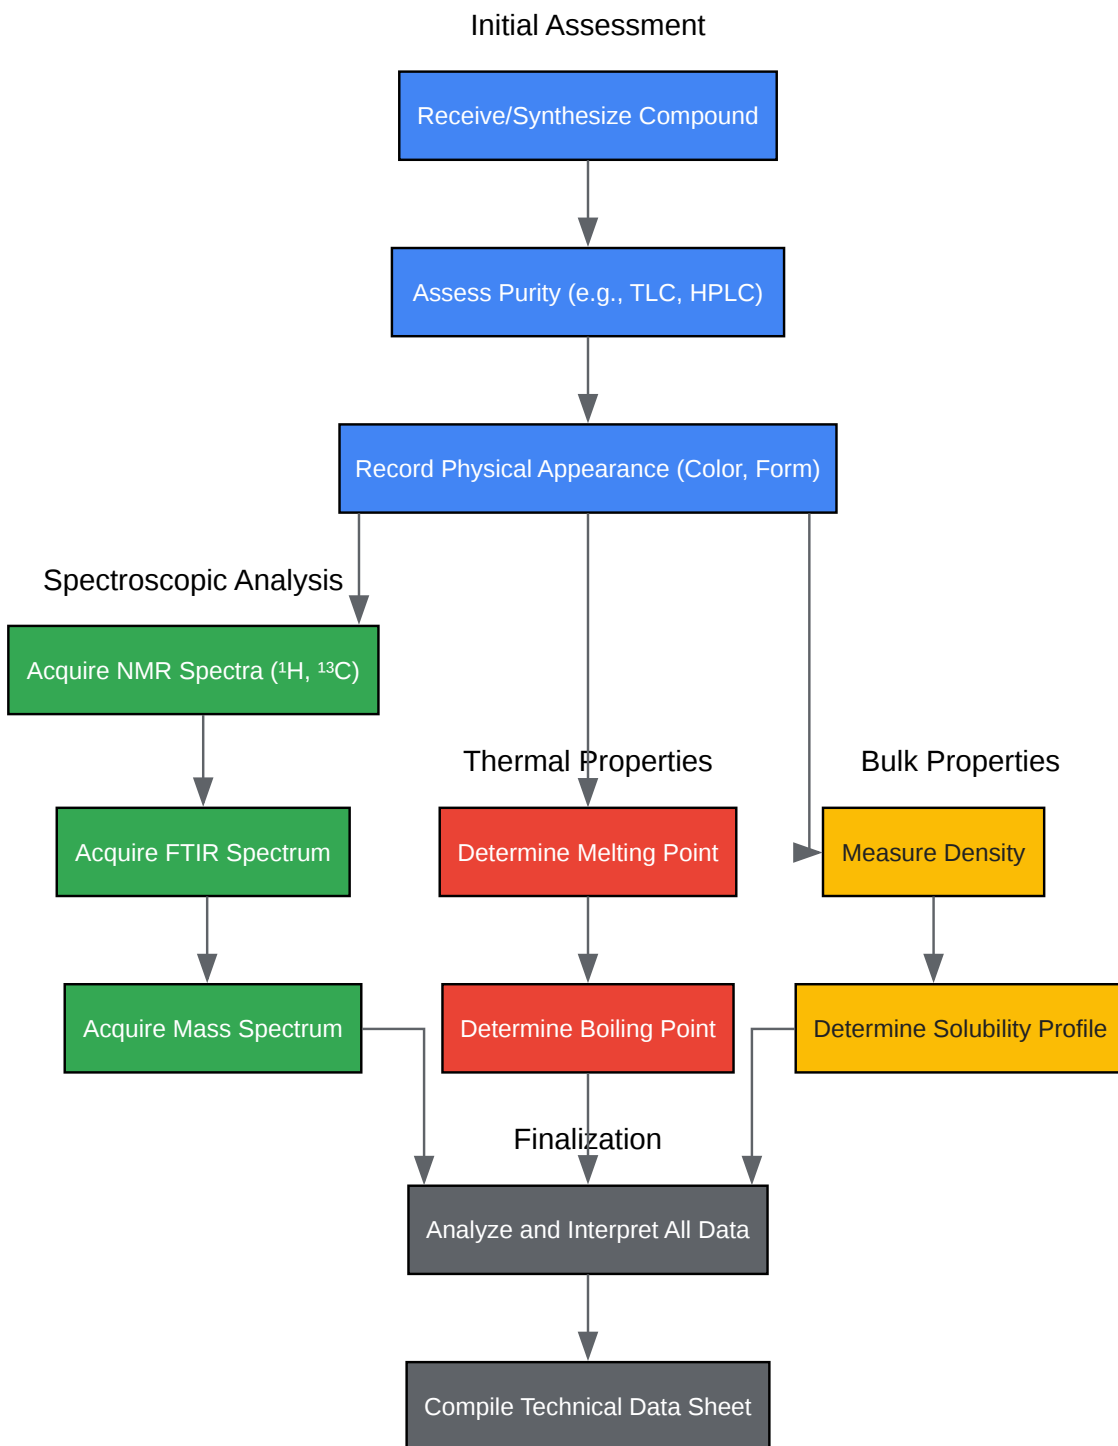 Initial Assessment
Receive/Synthesize Compound
Assess Purity (e.g., TLC, HPLC)
Record Physical Appearance (Color, Form)
Spectroscopic Analysis
Acquire NMR Spectra (¹H, ¹³C)
Thermal Properties
Bulk Properties
Acquire FTIR Spectrum
Determine Melting Point
Measure Density
Acquire Mass Spectrum
Determine Boiling Point
Determine Solubility Profile
Finalization
Analyze and Interpret All Data
Compile Technical Data Sheet